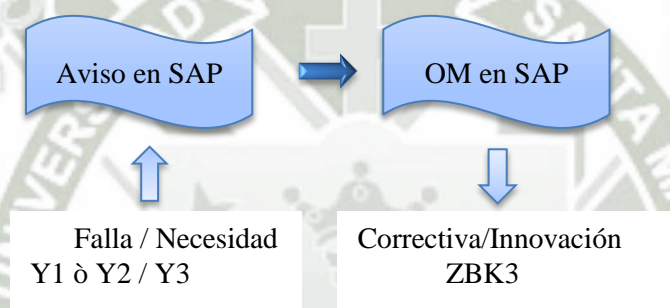 Aviso en SAP
OM en SAP
Falla / Necesidad
Y1 ò Y2 / Y3
Correctiva/Innovación
ZBK3